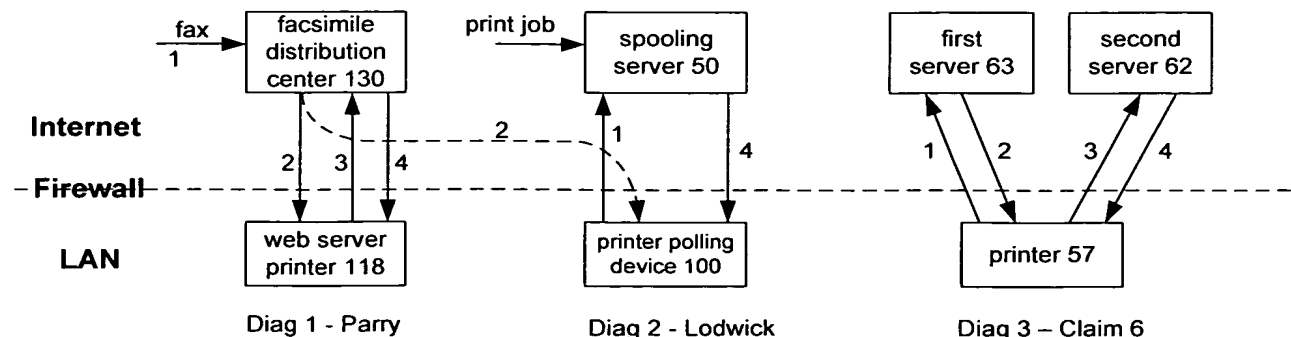 fax
1
facsimile
distribution
center 130
print job
spooling
server 50
first
server 63
second
server 62
Internet
2
3
4
2
1
4
1
2
3
4
Firewall
LAN
web server
printer 118
printer polling
device 100
printer 57
Diag 1 - Parry
Diag 2 - Lodwick
Diag 3 – Claim 6